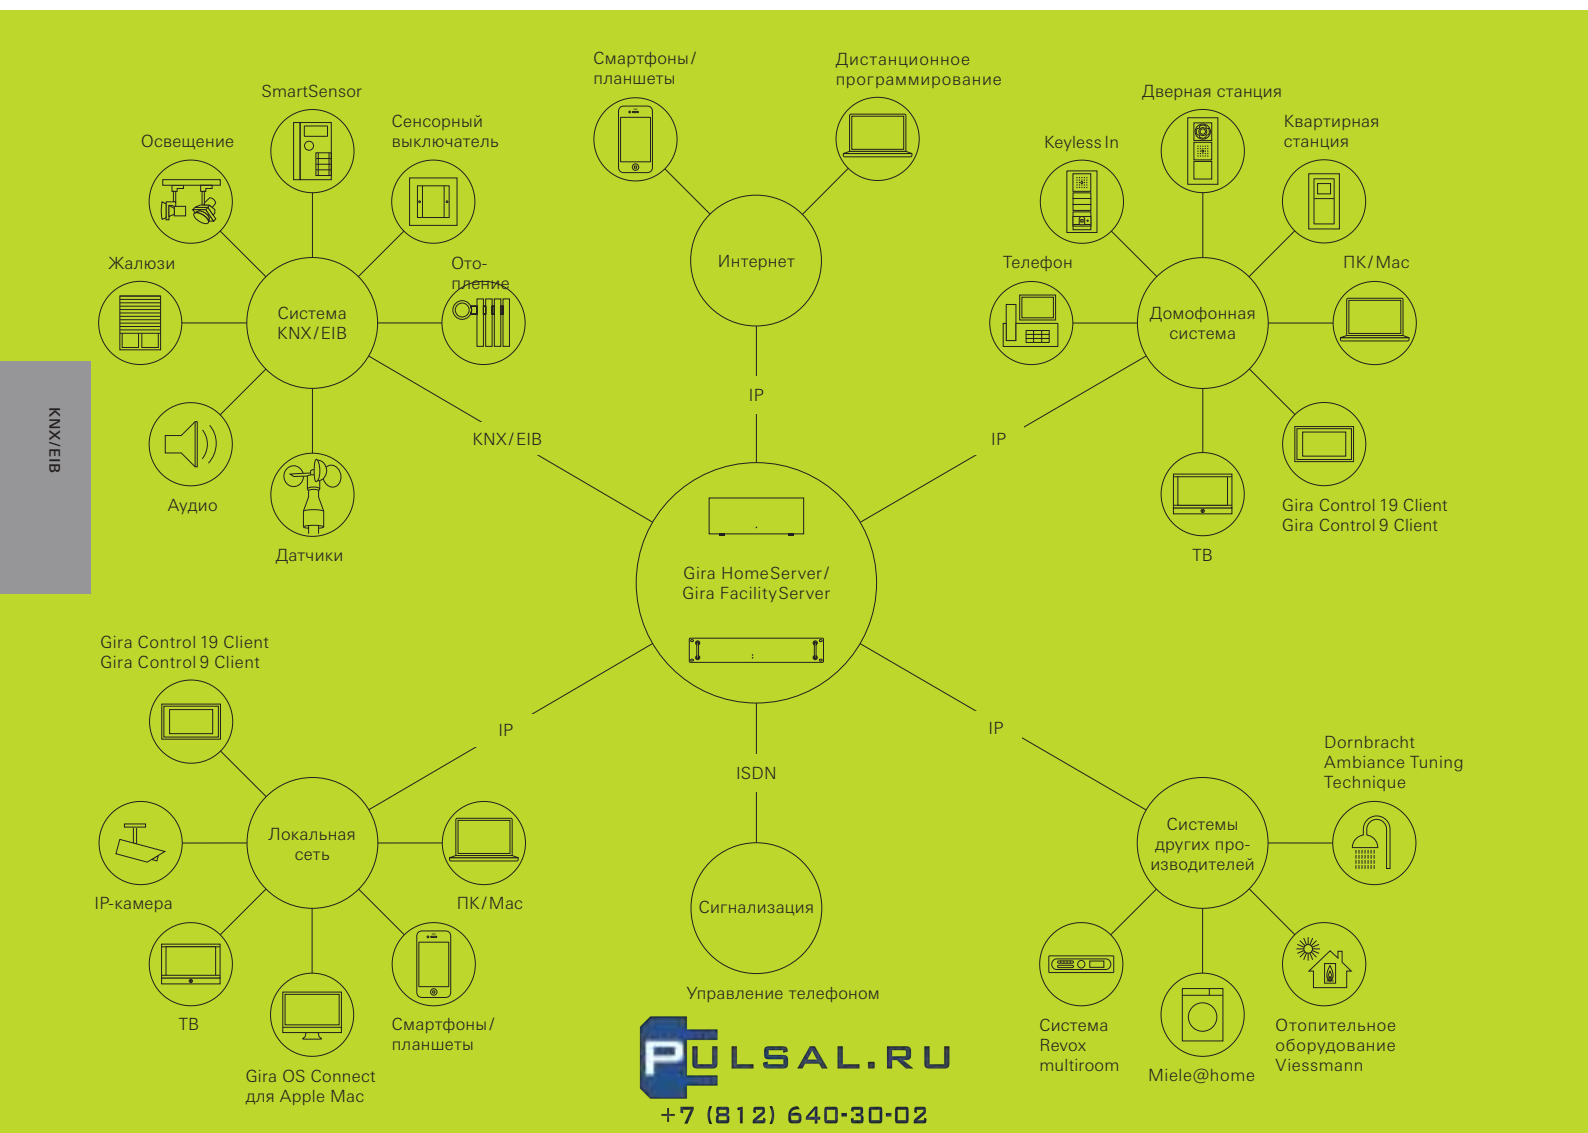 Смартфоны/
планшеты
Дистанционное
программирование
SmartSensor
Освещение
Сенсорный
выключатель
Жалюзи
Ото-
пление
Система
KNX/EIB
Аудио
Датчики
Интернет
Дверная станция
Keyless In
Квартирная
станция
Телефон
ПК/Mac
Домофонная
система
Gira Control 19 Client
Gira Control 9 Client
ТВ
IP
KNX/EIB
IP
KNX/EIB
Gira HomeServer/
Gira FacilityServer
Gira Control 19 Client
Gira Control 9 Client
IP
ISDN
IP
Локальная
сеть
IP-камера
ПК/Mac
ТВ
Gira OS Connect
для Apple Mac
Смартфоны/
планшеты
Сигнализация
Управление телефоном
Dornbracht
Ambiance Tuning
Technique
Системы
других про-
изводителей
Система
Revox
multiroom
Miele@home
Отопительное
оборудование
Viessmann
PULSAL.RU
+7 (812) 640-30-02